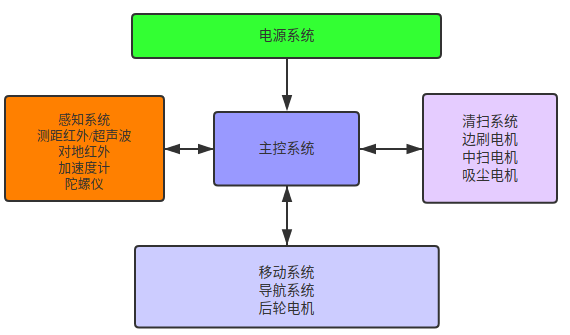 电源系统
感知系统
测距红外/超声波
对地红外
加速度计
陀螺仪
主控系统
清扫系统
边刷电机
中扫电机
吸尘电机
移动系统
导航系统
后轮电机